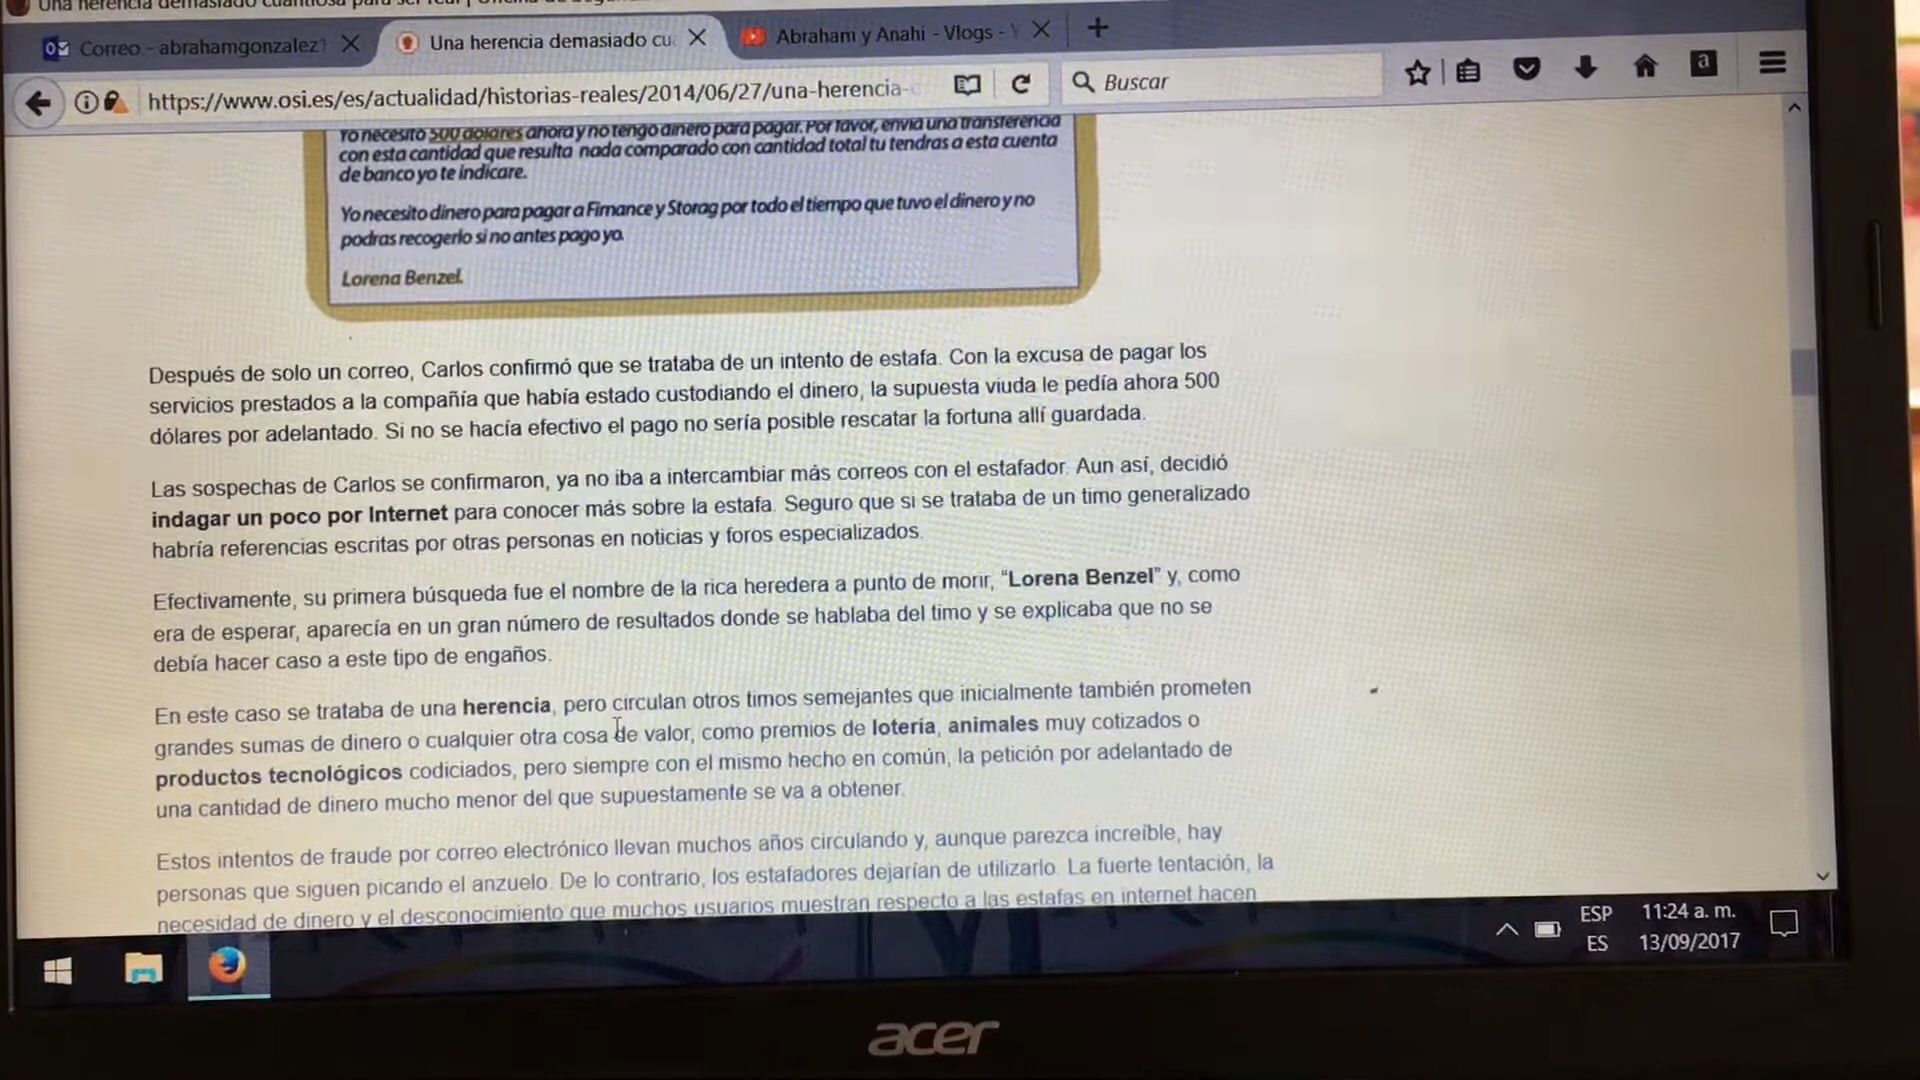 Una herencia demasiado cuantiosa para ser real | Oficina de
Correo - abrahamgonzalez1
Una herencia demasiado cu
Abraham y Anahi - Vlogs - Y
https://www.osi.es/es/actualidad/historias-reales/2014/06/27/una-herencia-
Buscar
Yo necesito 500 dolares ahora y no tengo dinero para pagar. Por favor, envia una transferencia
con esta cantidad que resulta nada comparado con cantidad total tu tendras a esta cuenta
de banco yo te indicare.
Yo necesito dinero para pagar a Firnance y Storag por todo el tiempo que tuvo el dinero y no
podras recogerlo si no antes pago yo.
Lorena Benzel.
Después de solo un correo, Carlos confirmó que se trataba de un intento de estafa. Con la excusa de pagar los
servicios prestados a la compañía que había estado custodiando el dinero, la supuesta viuda le pedía ahora 500
dólares por adelantado. Si no se hacía efectivo el pago no sería posible rescatar la fortuna allí guardada.
Las sospechas de Carlos se confirmaron, ya no iba a intercambiar más correos con el estafador. Aun así, decidió
indagar un poco por Internet para conocer más sobre la estafa. Seguro que si se trataba de un timo generalizado
habría referencias escritas por otras personas en noticias y foros especializados.
Efectivamente, su primera búsqueda fue el nombre de la rica heredera a punto de morir, “Lorena Benzel” y, como
era de esperar, aparecía en un gran número de resultados donde se hablaba del timo y se explicaba que no se
debía hacer caso a este tipo de engaños.
En este caso se trataba de una herencia, pero circulan otros timos semejantes que inicialmente también prometen
grandes sumas de dinero o cualquier otra cosa de valor, como premios de lotería, animales muy cotizados o
productos tecnológicos codiciados, pero siempre con el mismo hecho en común, la petición por adelantado de
una cantidad de dinero mucho menor del que supuestamente se va a obtener.
Estos intentos de fraude por correo electrónico llevan muchos años circulando y, aunque parezca increíble, hay
personas que siguen picando el anzuelo. De lo contrario, los estafadores dejarían de utilizarlo. La fuerte tentación, la
necesidad de dinero y el desconocimiento que muchos usuarios muestran respecto a las estafas en internet hacen
ESP
ES
11:24 a. m.
13/09/2017
acer